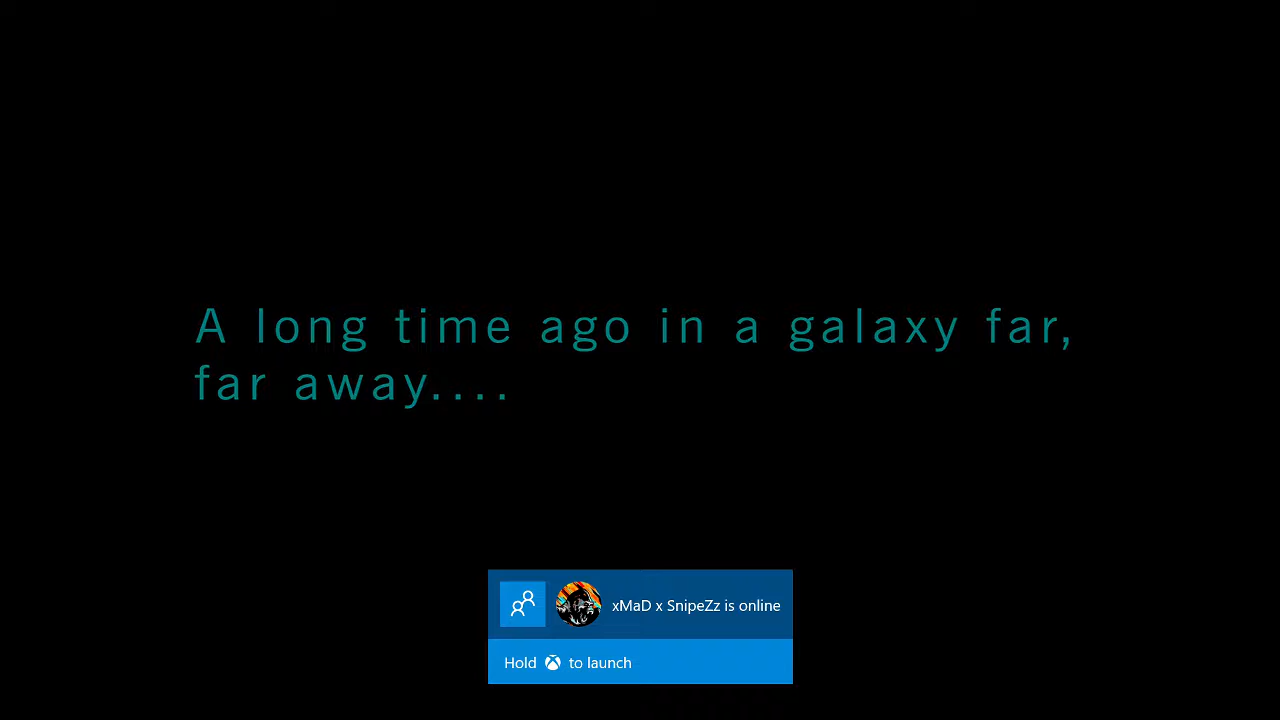 A long time ago in a galaxy far,
far away....
xMaD x SnipeZz is online
Hold to launch